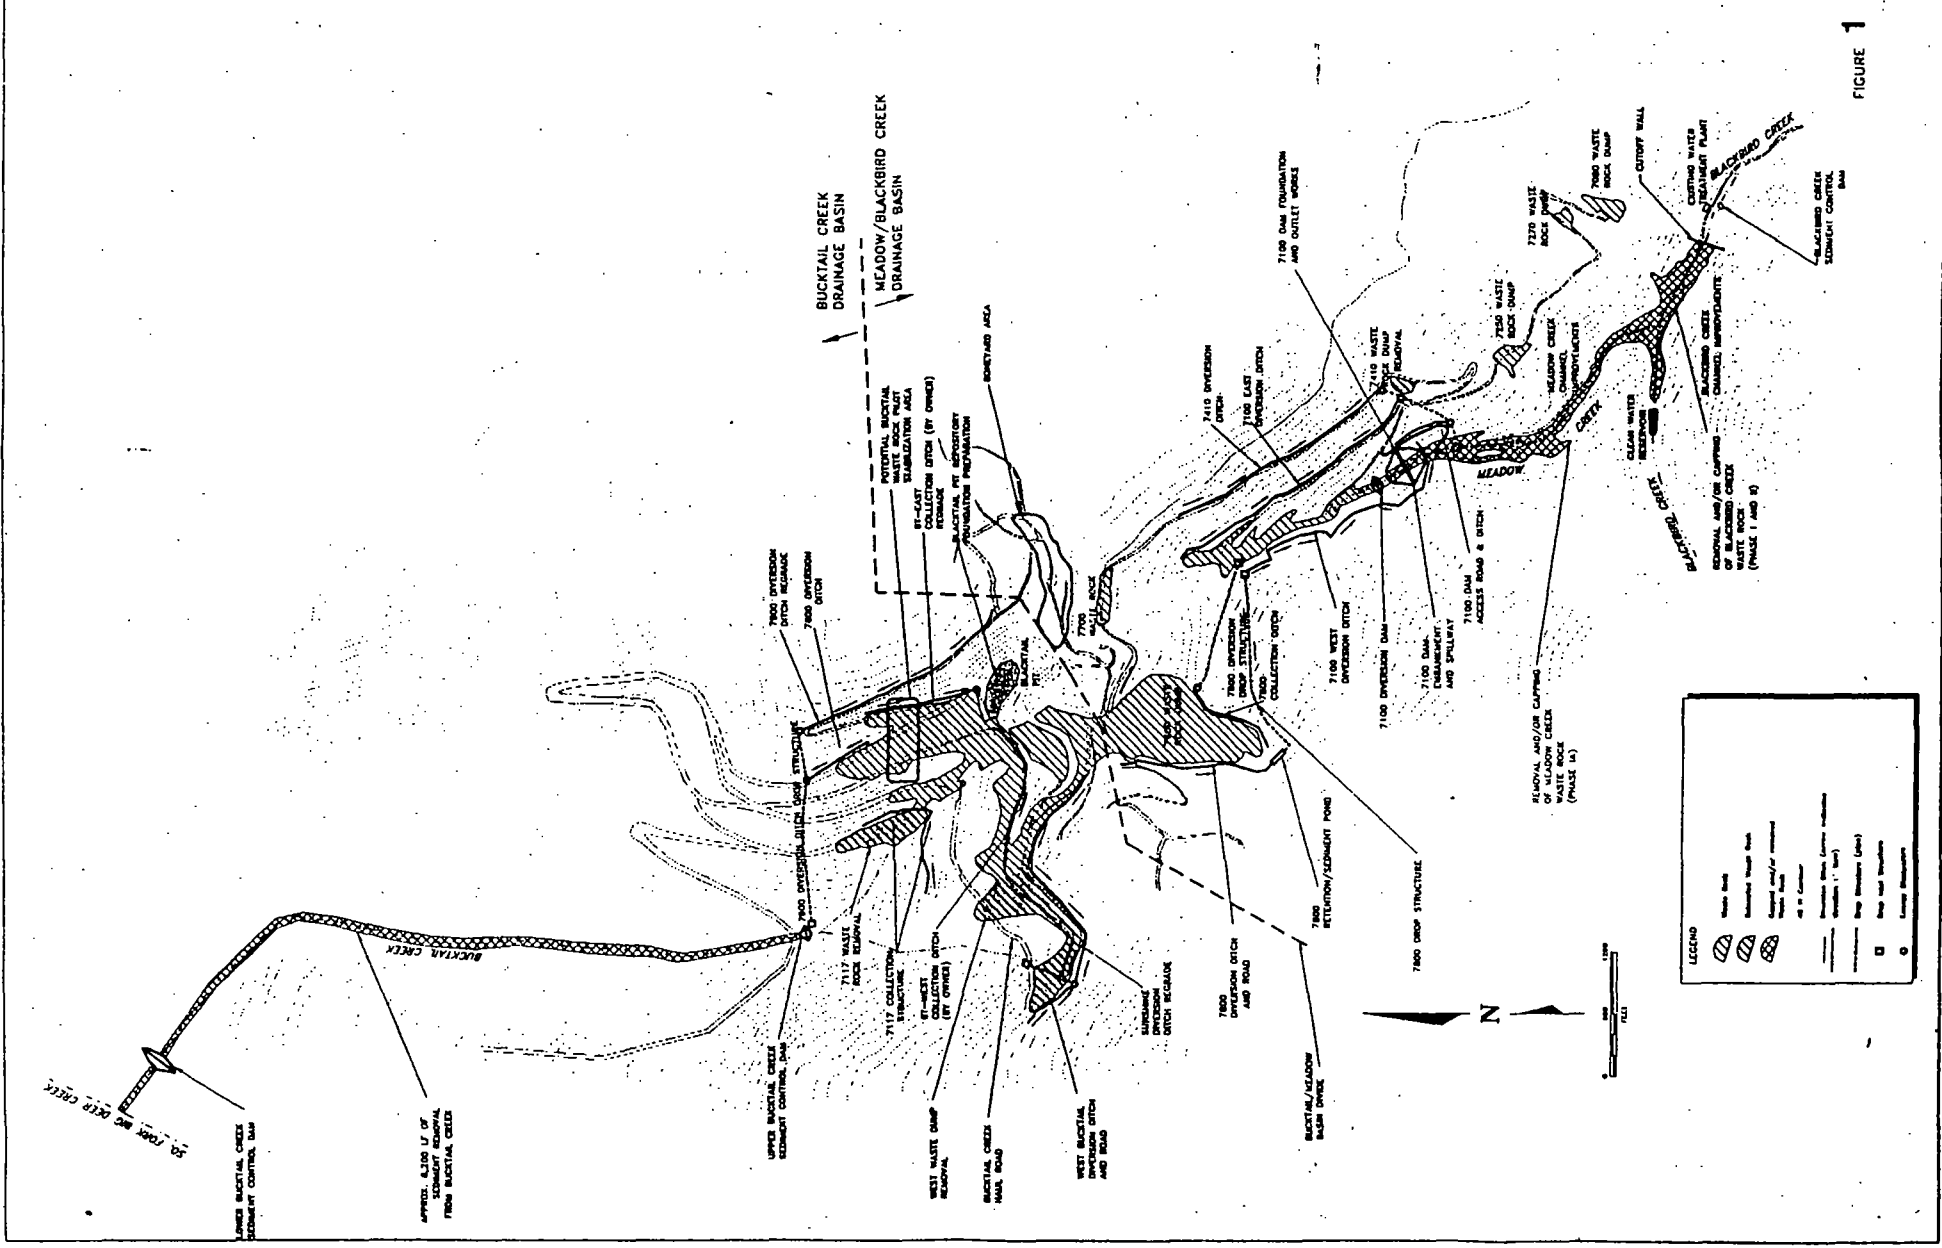 FIGURE 1
BUCKTAIL CREEK
DRAINAGE BASIN
MEADOW/BLACKBIRD CREEK
DRAINAGE BASIN
SO. FORK BIG DEER CREEK
LOWER BUCKTAIL CREEK
SEDIMENT CONTROL DAM
BUCKTAIL CREEK
SEDIMENT REMOVAL
FROM BUCKTAIL CREEK
UPPER BUCKTAIL CREEK
SEDIMENT CONTROL DAM
7117 WASTE
ROCK REMOVAL
7117 COLLECTION
STRUCTURE
BT-WEST
COLLECTION DITCH
(BY OWNER)
WEST WASTE DUMP
REMOVAL
BUCKTAIL CREEK
HAUL ROAD
WEST BUCKTAIL
DIVERSION DITCH
AND ROAD
SUNSHINE
DIVERSION
DITCH REGRADE
7800
DIVERSION DITCH
AND ROAD
BUCKTAIL/MEADOW
BASIN DIVIDE
7800
RETENTION/SEDIMENT POND
7800 DROP STRUCTURE
DIVERSION DITCH DROP STRUCTURE
DIVERSION
DITCH REGRADE
DIVERSION
DITCH
POTENTIAL BUCKTAIL
WASTE ROCK PILOT
STABILIZATION AREA
BT-EAST
COLLECTION DITCH (BY OWNER)
REGRADE
BLACKTAIL PIT REPOSITORY
FOUNDATION PREPARATION
BONEYARD AREA
BLACKTAIL
PIT
WASTE ROCK
7800 DIVERSION
DROP STRUCTURE
7800
COLLECTION DITCH
7100 WEST
DIVERSION DITCH
7100 DIVERSION DAM
7100 DAM
EMBANKMENT
AND SPILLWAY
7100 DAM
ACCESS ROAD & DITCH
7410 DIVERSION
DITCH
7100 EAST
DIVERSION DITCH
7100 DAM FOUNDATION
AND OUTLET WORKS
7410 WASTE
ROCK DUMP
REMOVAL
7250 WASTE
ROCK DUMP
7270 WASTE
ROCK DUMP
7080 WASTE
ROCK DUMP
MEADOW CREEK
CHANNEL
IMPROVEMENTS
MEADOW CREEK
CUTOFF WALL
EXISTING WATER
TREATMENT PLANT
BLACKBIRD CREEK
BLACKBIRD CREEK
SEDIMENT CONTROL
DAM
CLEAN WATER
RESERVOIR
BLACKBIRD CREEK
CHANNEL IMPROVEMENTS
BLACKBIRD CREEK
REMOVAL AND/OR CAPPING
OF BLACKBIRD CREEK
WASTE ROCK
(PHASE I AND II)
REMOVAL AND/OR CAPPING
OF MEADOW CREEK
WASTE ROCK
(PHASE IA)
N
FEET
LEGEND